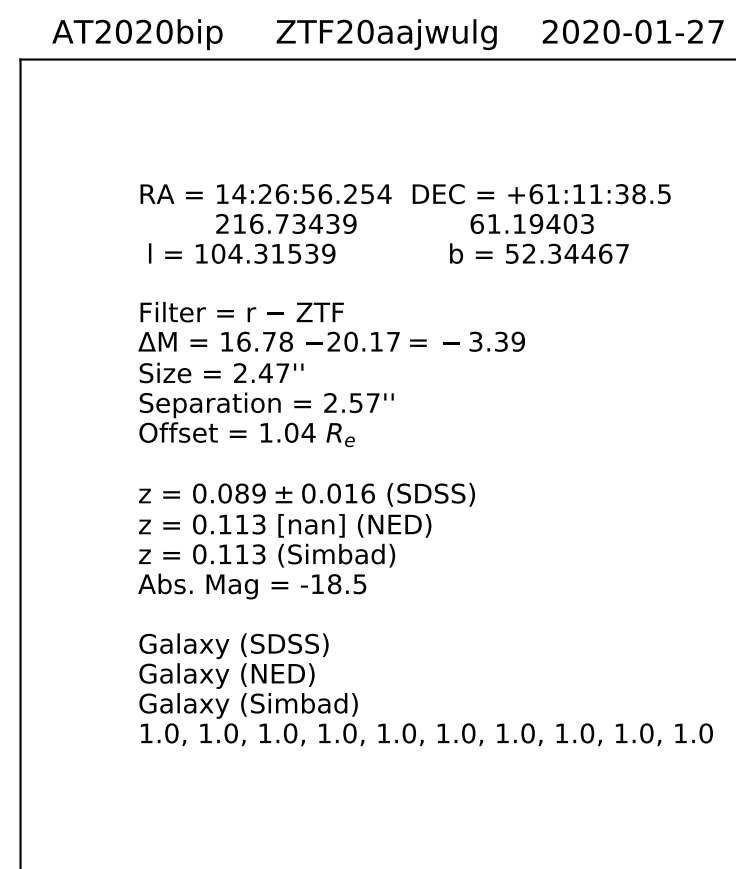 AT2020bip ZTF20aajwulg 2020-01-27
RA = 14:26:56.254 DEC = +61:11:38.5
216.73439 61.19403
l = 104.31539 b = 52.34467
Filter = r − ZTF
ΔM = 16.78 −20.17 = − 3.39
Size = 2.47''
Separation = 2.57''
Offset = 1.04 Re
z = 0.089 ± 0.016 (SDSS)
z = 0.113 [nan] (NED)
z = 0.113 (Simbad)
Abs. Mag = -18.5
Galaxy (SDSS)
Galaxy (NED)
Galaxy (Simbad)
1.0, 1.0, 1.0, 1.0, 1.0, 1.0, 1.0, 1.0, 1.0, 1.0